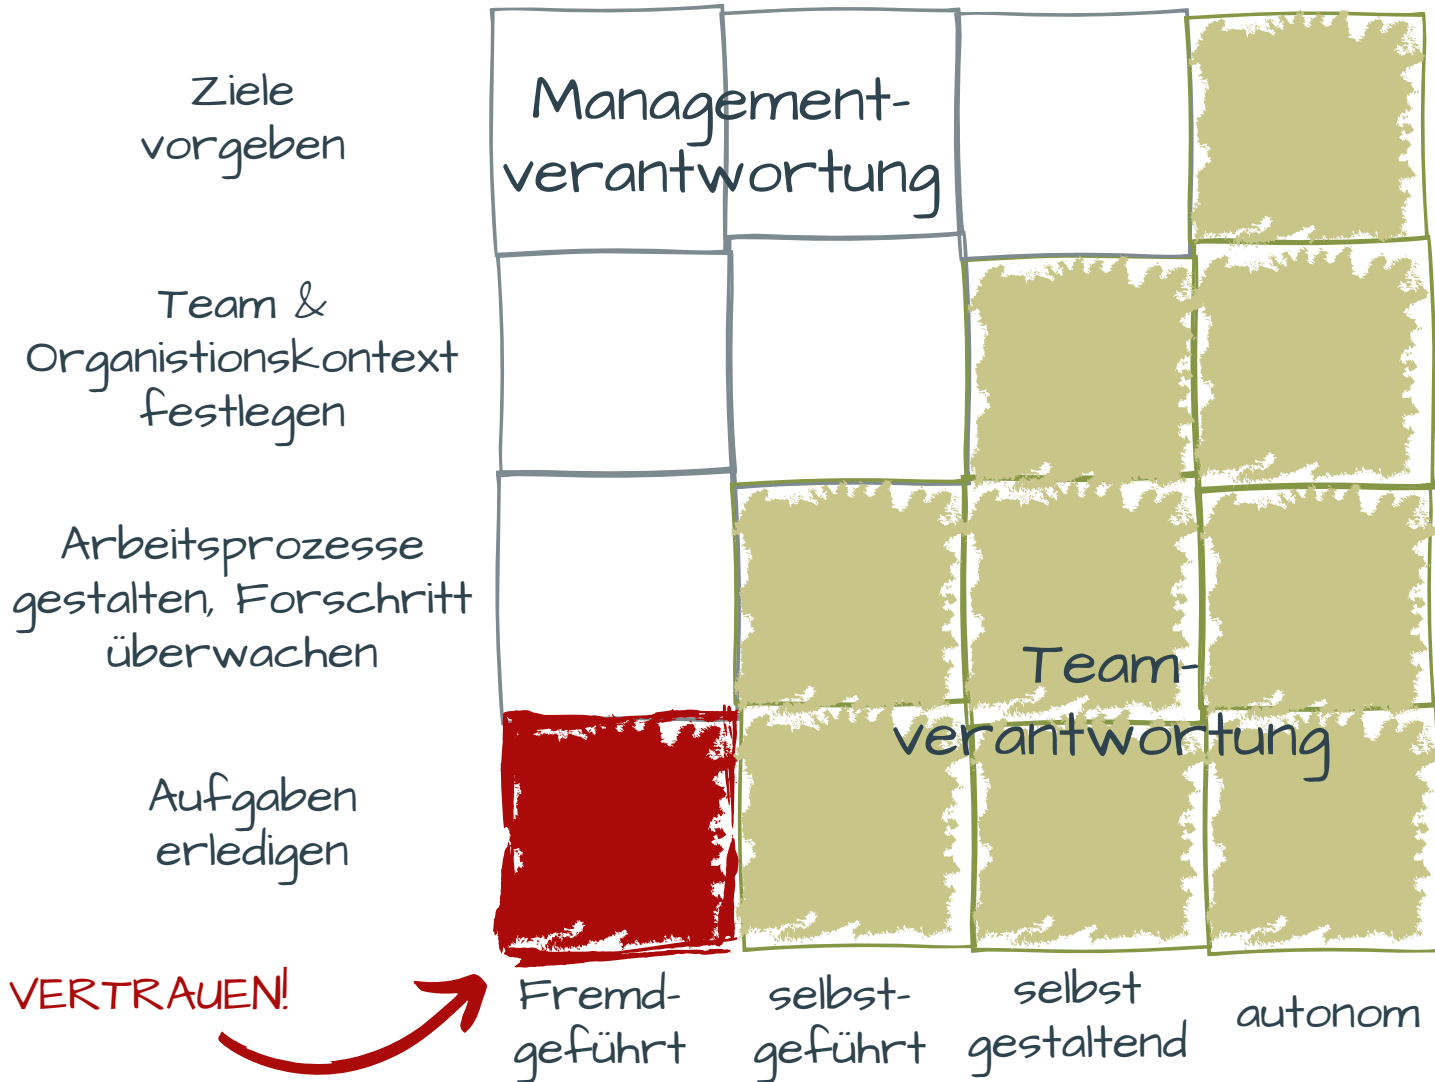 Ziele
vorgeben
Management-
verantwortung
Team &
Organistionskontext
festlegen
Arbeitsprozesse
gestalten, Forschritt
überwachen
Team-
verantwortung
Aufgaben
erledigen
VERTRAUEN!
Fremd-
geführt
selbst-
geführt
selbst
gestaltend
autonom